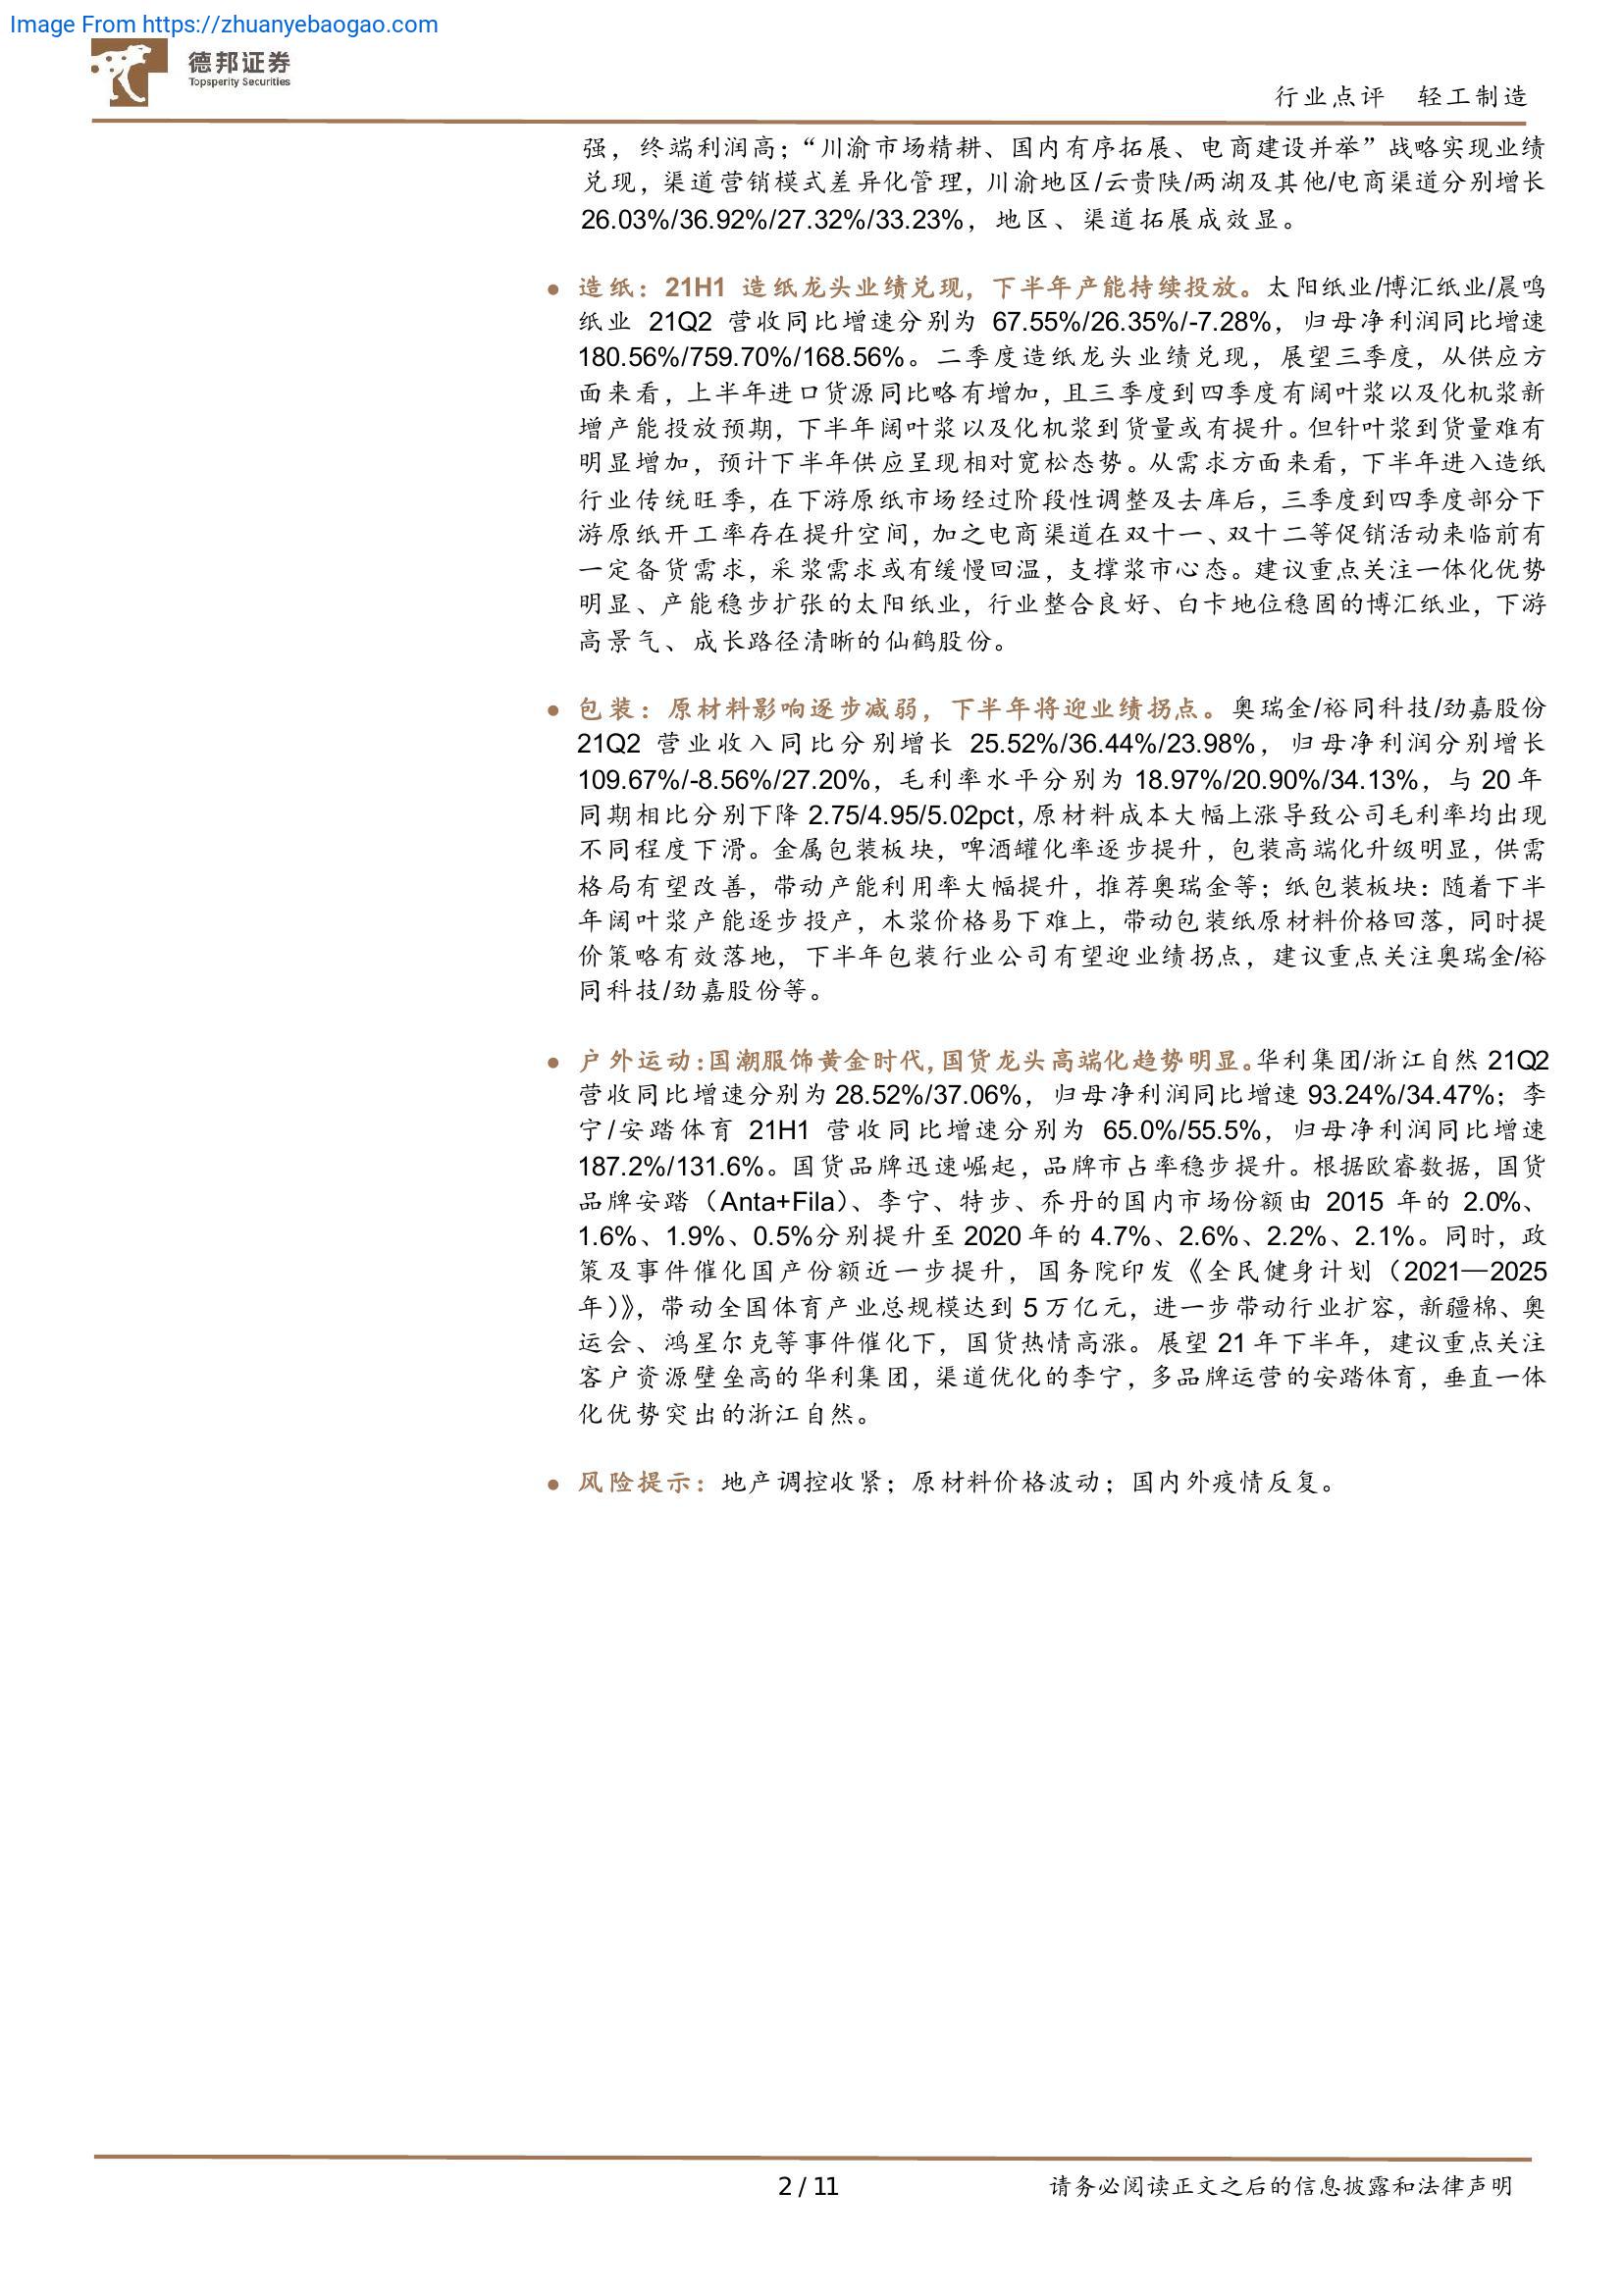 Image From https://zhuanyebaogao.com
德邦证券
Topsperity Securities
行业点评 轻工制造
强，终端利润高；“川渝市场精耕、国内有序拓展、电商建设并举”战略实现业绩
兑现，渠道营销模式差异化管理，川渝地区/云贵陕/两湖及其他/电商渠道分别增长
26.03%/36.92%/27.32%/33.23%，地区、渠道拓展成效显。
● 造纸：21H1 造纸龙头业绩兑现，下半年产能持续投放。太阳纸业/博汇纸业/晨鸣
纸业 21Q2 营收同比增速分别为 67.55%/26.35%/-7.28%，归母净利润同比增速
180.56%/759.70%/168.56%。二季度造纸龙头业绩兑现，展望三季度，从供应方
面来看，上半年进口货源同比略有增加，且三季度到四季度有阔叶浆以及化机浆新
增产能投放预期，下半年阔叶浆以及化机浆到货量或有提升。但针叶浆到货量难有
明显增加，预计下半年供应呈现相对宽松态势。从需求方面来看，下半年进入造纸
行业传统旺季，在下游原纸市场经过阶段性调整及去库后，三季度到四季度部分下
游原纸开工率存在提升空间，加之电商渠道在双十一、双十二等促销活动来临前有
一定备货需求，采浆需求或有缓慢回温，支撑浆市心态。建议重点关注一体化优势
明显、产能稳步扩张的太阳纸业，行业整合良好、白卡地位稳固的博汇纸业，下游
高景气、成长路径清晰的仙鹤股份。
● 包装：原材料影响逐步减弱，下半年将迎业绩拐点。奥瑞金/裕同科技/劲嘉股份
21Q2 营业收入同比分别增长 25.52%/36.44%/23.98%，归母净利润分别增长
109.67%/-8.56%/27.20%，毛利率水平分别为 18.97%/20.90%/34.13%，与 20 年
同期相比分别下降 2.75/4.95/5.02pct，原材料成本大幅上涨导致公司毛利率均出现
不同程度下滑。金属包装板块，啤酒罐化率逐步提升，包装高端化升级明显，供需
格局有望改善，带动产能利用率大幅提升，推荐奥瑞金等；纸包装板块：随着下半
年阔叶浆产能逐步投产，木浆价格易下难上，带动包装纸原材料价格回落，同时提
价策略有效落地，下半年包装行业公司有望迎业绩拐点，建议重点关注奥瑞金/裕
同科技/劲嘉股份等。
● 户外运动：国潮服饰黄金时代，国货龙头高端化趋势明显。华利集团/浙江自然 21Q2
营收同比增速分别为 28.52%/37.06%，归母净利润同比增速 93.24%/34.47%；李
宁/安踏体育 21H1 营收同比增速分别为 65.0%/55.5%，归母净利润同比增速
187.2%/131.6%。国货品牌迅速崛起，品牌市占率稳步提升。根据欧睿数据，国货
品牌安踏（Anta+Fila）、李宁、特步、乔丹的国内市场份额由 2015 年的 2.0%、
1.6%、1.9%、0.5%分别提升至 2020 年的 4.7%、2.6%、2.2%、2.1%。同时，政
策及事件催化国产份额近一步提升，国务院印发《全民健身计划（2021—2025
年）》，带动全国体育产业总规模达到 5 万亿元，进一步带动行业扩容，新疆棉、奥
运会、鸿星尔克等事件催化下，国货热情高涨。展望 21 年下半年，建议重点关注
客户资源壁垒高的华利集团，渠道优化的李宁，多品牌运营的安踏体育，垂直一体
化优势突出的浙江自然。
● 风险提示：地产调控收紧；原材料价格波动；国内外疫情反复。
2 / 11
请务必阅读正文之后的信息披露和法律声明